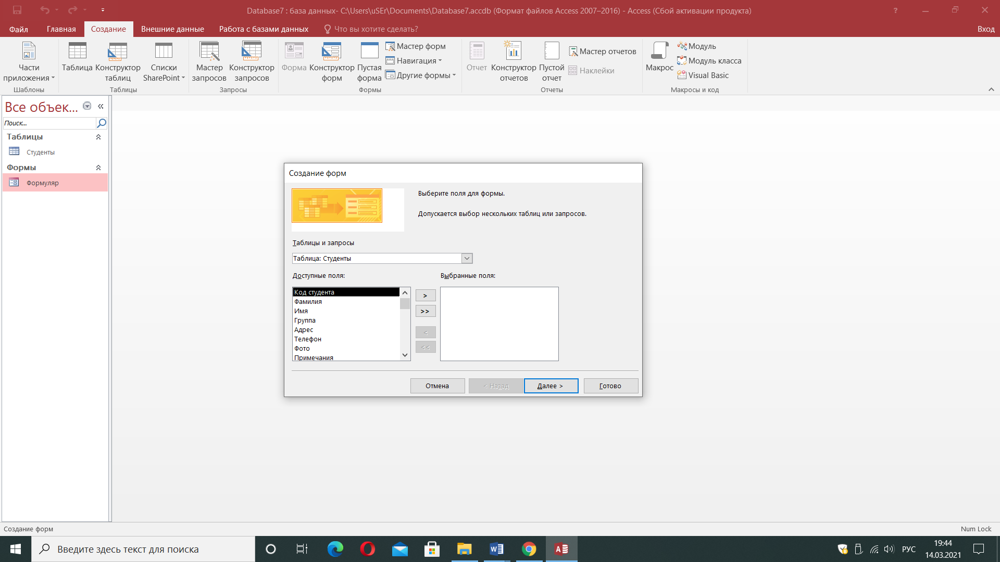 Database7 : база данных- C:\Users\uSEr\Documents\Database7.accdb (Формат файлов Access 2007–2016) - Access (Сбой активации продукта)
?
Файл
Главная
Создание
Внешние данные
Работа с базами данных
Что вы хотите сделать?
Вход
Части
приложения
Шаблоны
Таблица
Конструктор
таблиц
Списки
SharePoint
Таблицы
Мастер
запросов
Конструктор
запросов
Запросы
Форма
Конструктор
форм
Пустая
форма
Мастер форм
Навигация
Другие формы
Формы
Отчет
Конструктор
отчетов
Пустой
отчет
Мастер отчетов
Наклейки
Отчеты
Макрос
Модуль
Модуль класса
Visual Basic
Макросы и код
Все объек...
«
Поиск...
Таблицы
Студенты
Формы
Формуляр
Создание форм
Выберите поля для формы.
Допускается выбор нескольких таблиц или запросов.
Таблицы и запросы
Таблица: Студенты
Доступные поля:
Выбранные поля:
Код студента
Фамилия
Имя
Группа
Адрес
Телефон
Фото
Примечания
>
>>
<
<<
Отмена
< Назад
Далее >
Готово
Создание форм
Num Lock
Введите здесь текст для поиска
РУС
19:44
14.03.2021